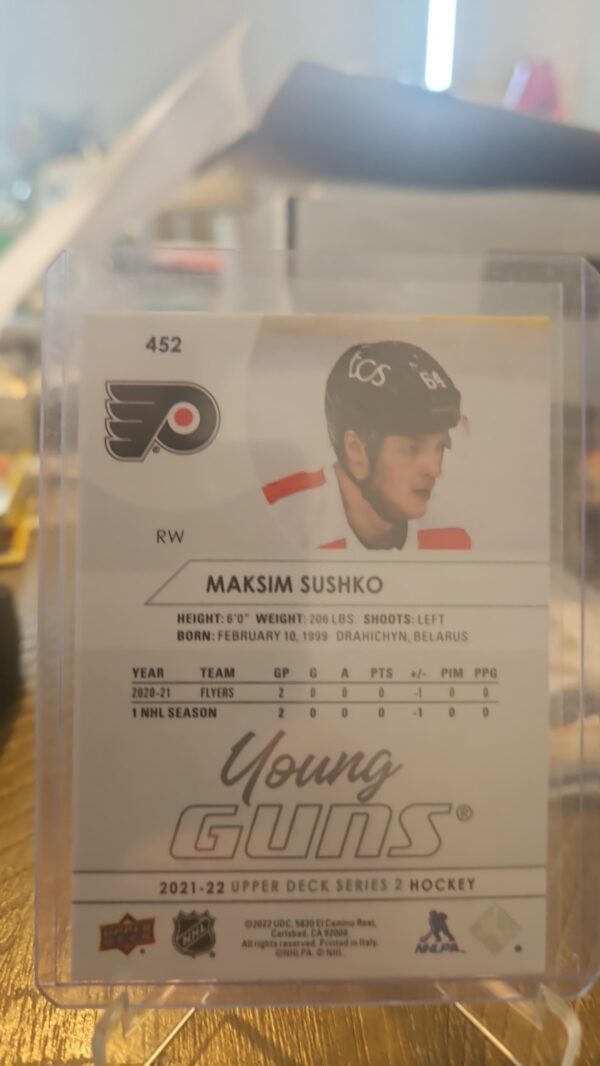 452
TCS 64
RW
MAKSIM SUSHKO
HEIGHT: 6'0" WEIGHT: 206 LBS. SHOOTS: LEFT
BORN: FEBRUARY 10, 1999 DRAHICHYN, BELARUS
YEAR TEAM GP G A PTS +/- PIM PPG
2020-21 FLYERS 2 0 0 0 -1 0 0
1 NHL SEASON 2 0 0 0 -1 0 0
Young
GUNS®
2021-22 UPPER DECK SERIES 2 HOCKEY
UPPER DECK
NHL
©2022 UDC. 5830 El Camino Real,
Carlsbad, CA 92008.
All rights reserved. Printed in Italy.
©NHLPA. © NHL.
NHLPA